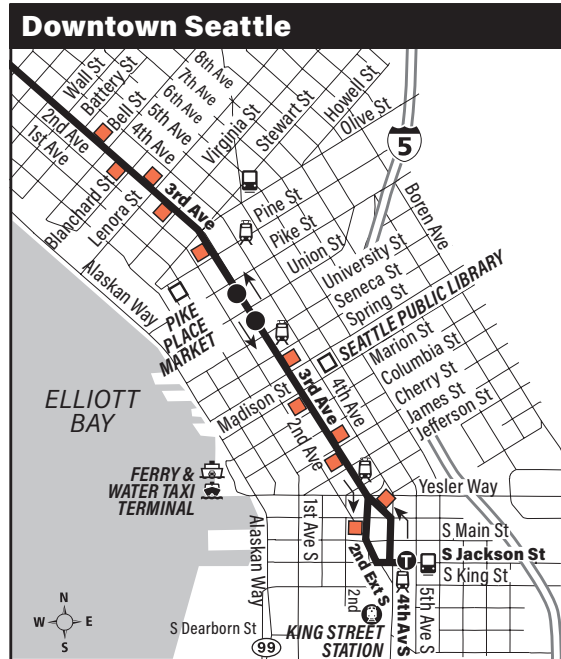 Downtown Seattle
Wall St
Battery St
Bell St
2nd Ave
1st Ave
8th Ave
7th Ave
6th Ave
5th Ave
4th Ave
Virginia St
Stewart St
Howell St
Olive St
5
Blanchard St
Lenora St
3rd Ave
Pine St
Pike St
Union St
Boren Ave
Alaskan Way
PIKE
PLACE
MARKET
University St
Seneca St
Spring St
SEATTLE PUBLIC LIBRARY
Marion St
Columbia St
Cherry St
James St
Jefferson St
Madison St
3rd Ave
4th Ave
2nd Ave
ELLIOTT
BAY
FERRY &
WATER TAXI
TERMINAL
Yesler Way
Alaskan Way
1st Ave S
S Main St
T
S Jackson St
S King St
2nd Ext S
2nd
4th Av S
5th Ave S
N
W
E
S
S Dearborn St
99
KING STREET
STATION